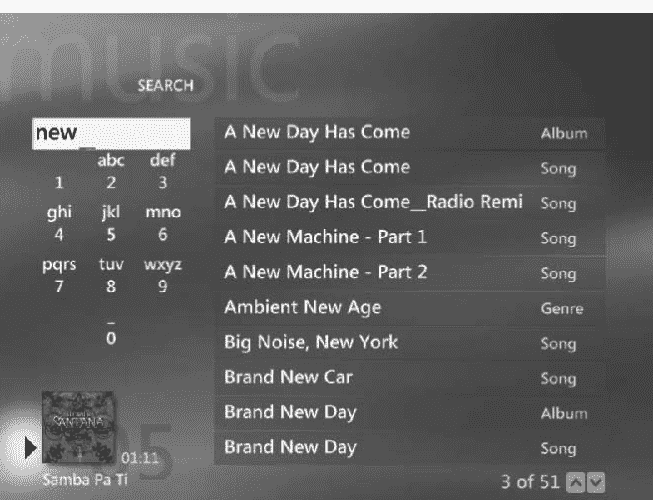 music
SEARCH
new_
abc def
1 2 3
ghi jkl mno
4 5 6
pqrs tuv wxyz
7 8 9
_
0
A New Day Has Come Album
A New Day Has Come Song
A New Day Has Come__Radio Remi Song
A New Machine - Part 1 Song
A New Machine - Part 2 Song
Ambient New Age Genre
Big Noise, New York Song
Brand New Car Song
Brand New Day Album
Brand New Day Song
SANTANA
01:11
Samba Pa Ti
3 of 51